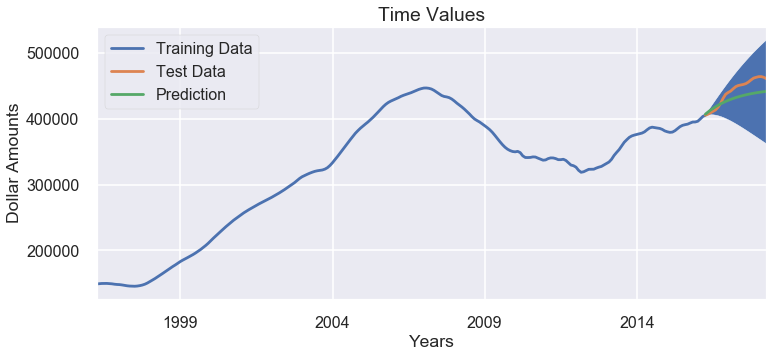 Time Values
Training Data
Test Data
Prediction
Dollar Amounts
500000
400000
300000
200000
1999 2004 2009 2014
Years